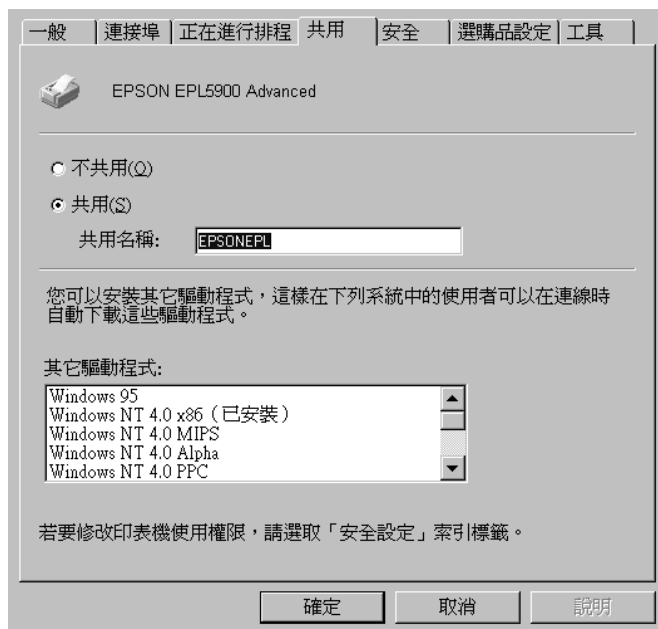 一般 連接埠 正在進行排程 共用 安全 選購品設定 工具
EPSON EPL5900 Advanced
不共用(O)
共用(S)
共用名稱: EPSONEPL
您可以安裝其它驅動程式，這樣在下列系統中的使用者可以在連線時
自動下載這些驅動程式。
其它驅動程式:
Windows 95
Windows NT 4.0 x86（已安裝）
Windows NT 4.0 MIPS
Windows NT 4.0 Alpha
Windows NT 4.0 PPC
若要修改印表機使用權限，請選取「安全設定」索引標籤。
確定 取消 說明